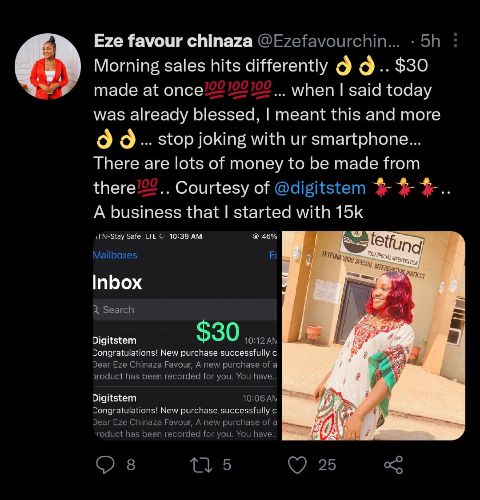 Eze favour chinaza @Ezefavourchin... · 5h
Morning sales hits differently 👌👌.. $30
made at once💯💯💯... when I said today
was already blessed, I meant this and more
👌👌... stop joking with ur smartphone...
There are lots of money to be made from
there💯.. Courtesy of @digitstem 💃💃💃..
A business that I started with 15k
TN-Stay Safe LTE 10:39 AM 46%
Mailboxes
Inbox
Search
$30
Digitstem 10:12 AM
Congratulations! New purchase successfully c
Dear Eze Chinaza Favour, A new purchase of a
product has been recorded for you. You have..
Digitstem 10:06 AM
Congratulations! New purchase successfully c
Dear Eze Chinaza Favour, A new purchase of a
product has been recorded for you. You have..
tetfund
8 5 25